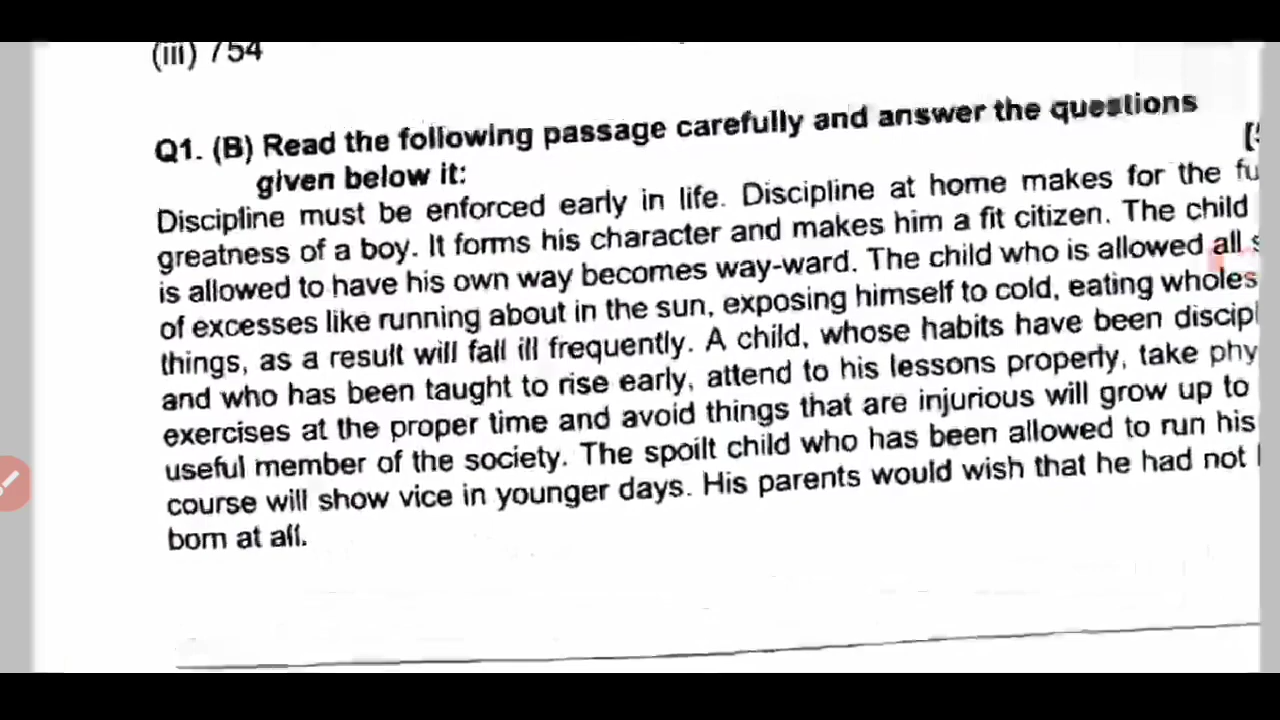 (iii) 754
Q1. (B) Read the following passage carefully and answer the questions
given below it:
Discipline must be enforced early in life. Discipline at home makes for the fu
greatness of a boy. It forms his character and makes him a fit citizen. The child
is allowed to have his own way becomes way-ward. The child who is allowed all s
of excesses like running about in the sun, exposing himself to cold, eating wholes
things, as a result will fall ill frequently. A child, whose habits have been discipl
and who has been taught to rise early, attend to his lessons properly, take phy
exercises at the proper time and avoid things that are injurious will grow up to
useful member of the society. The spoilt child who has been allowed to run his
course will show vice in younger days. His parents would wish that he had not
born at all.